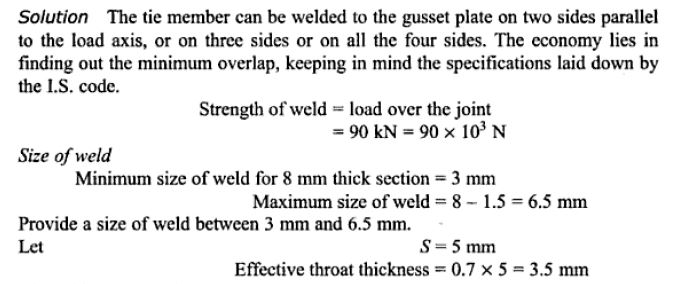 Solution The tie member can be welded to the gusset plate on two sides parallel
to the load axis, or on three sides or on all the four sides. The economy lies in
finding out the minimum overlap, keeping in mind the specifications laid down by
the I.S. code.
Strength of weld = load over the joint
= 90 kN = 90 × 10³ N
Size of weld
Minimum size of weld for 8 mm thick section = 3 mm
Maximum size of weld = 8 – 1.5 = 6.5 mm
Provide a size of weld between 3 mm and 6.5 mm.
Let S = 5 mm
Effective throat thickness = 0.7 × 5 = 3.5 mm